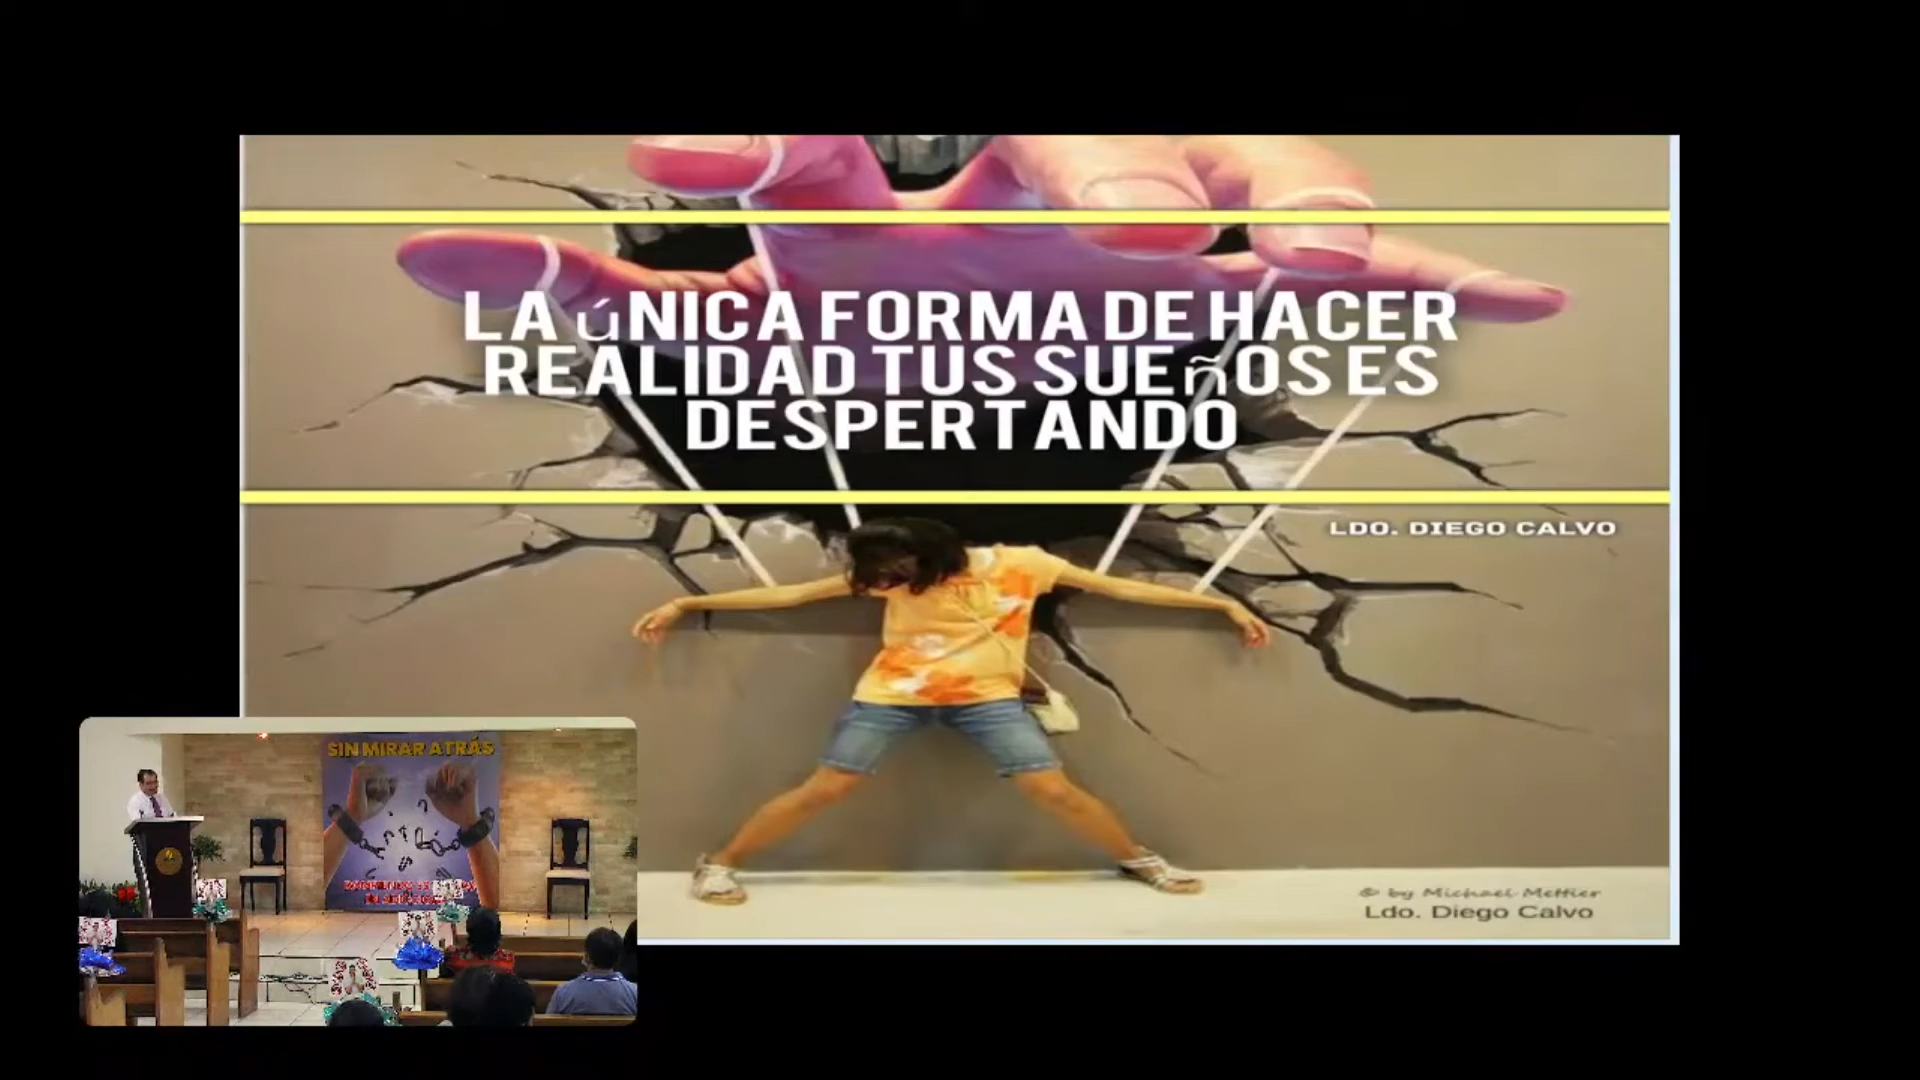 LA úNICA FORMA DE HACER
REALIDAD TUS SUEñOS ES
DESPERTANDO
LDO. DIEGO CALVO
© by Michael Mettier
Ldo. Diego Calvo
SIN MIRAR ATRÁS